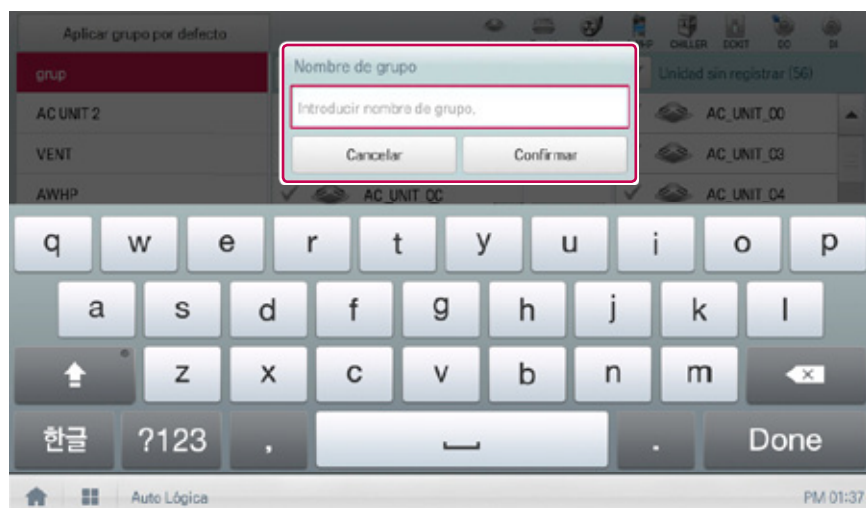 Aplicar grupo por defecto
CHILLER DXKIT DO DI
grup
Unidad sin registrar (56)
Nombre de grupo
Introducir nombre de grupo.
Cancelar Confirmar
AC UNIT 2
AC_UNIT_00
VENT
AC_UNIT_03
AWHP
AC_UNIT_0C
AC_UNIT_04
q w e r t y u i o p
a s d f g h j k l
z x c v b n m
한글 ?123 , . Done
Auto Lógica
PM 01:37